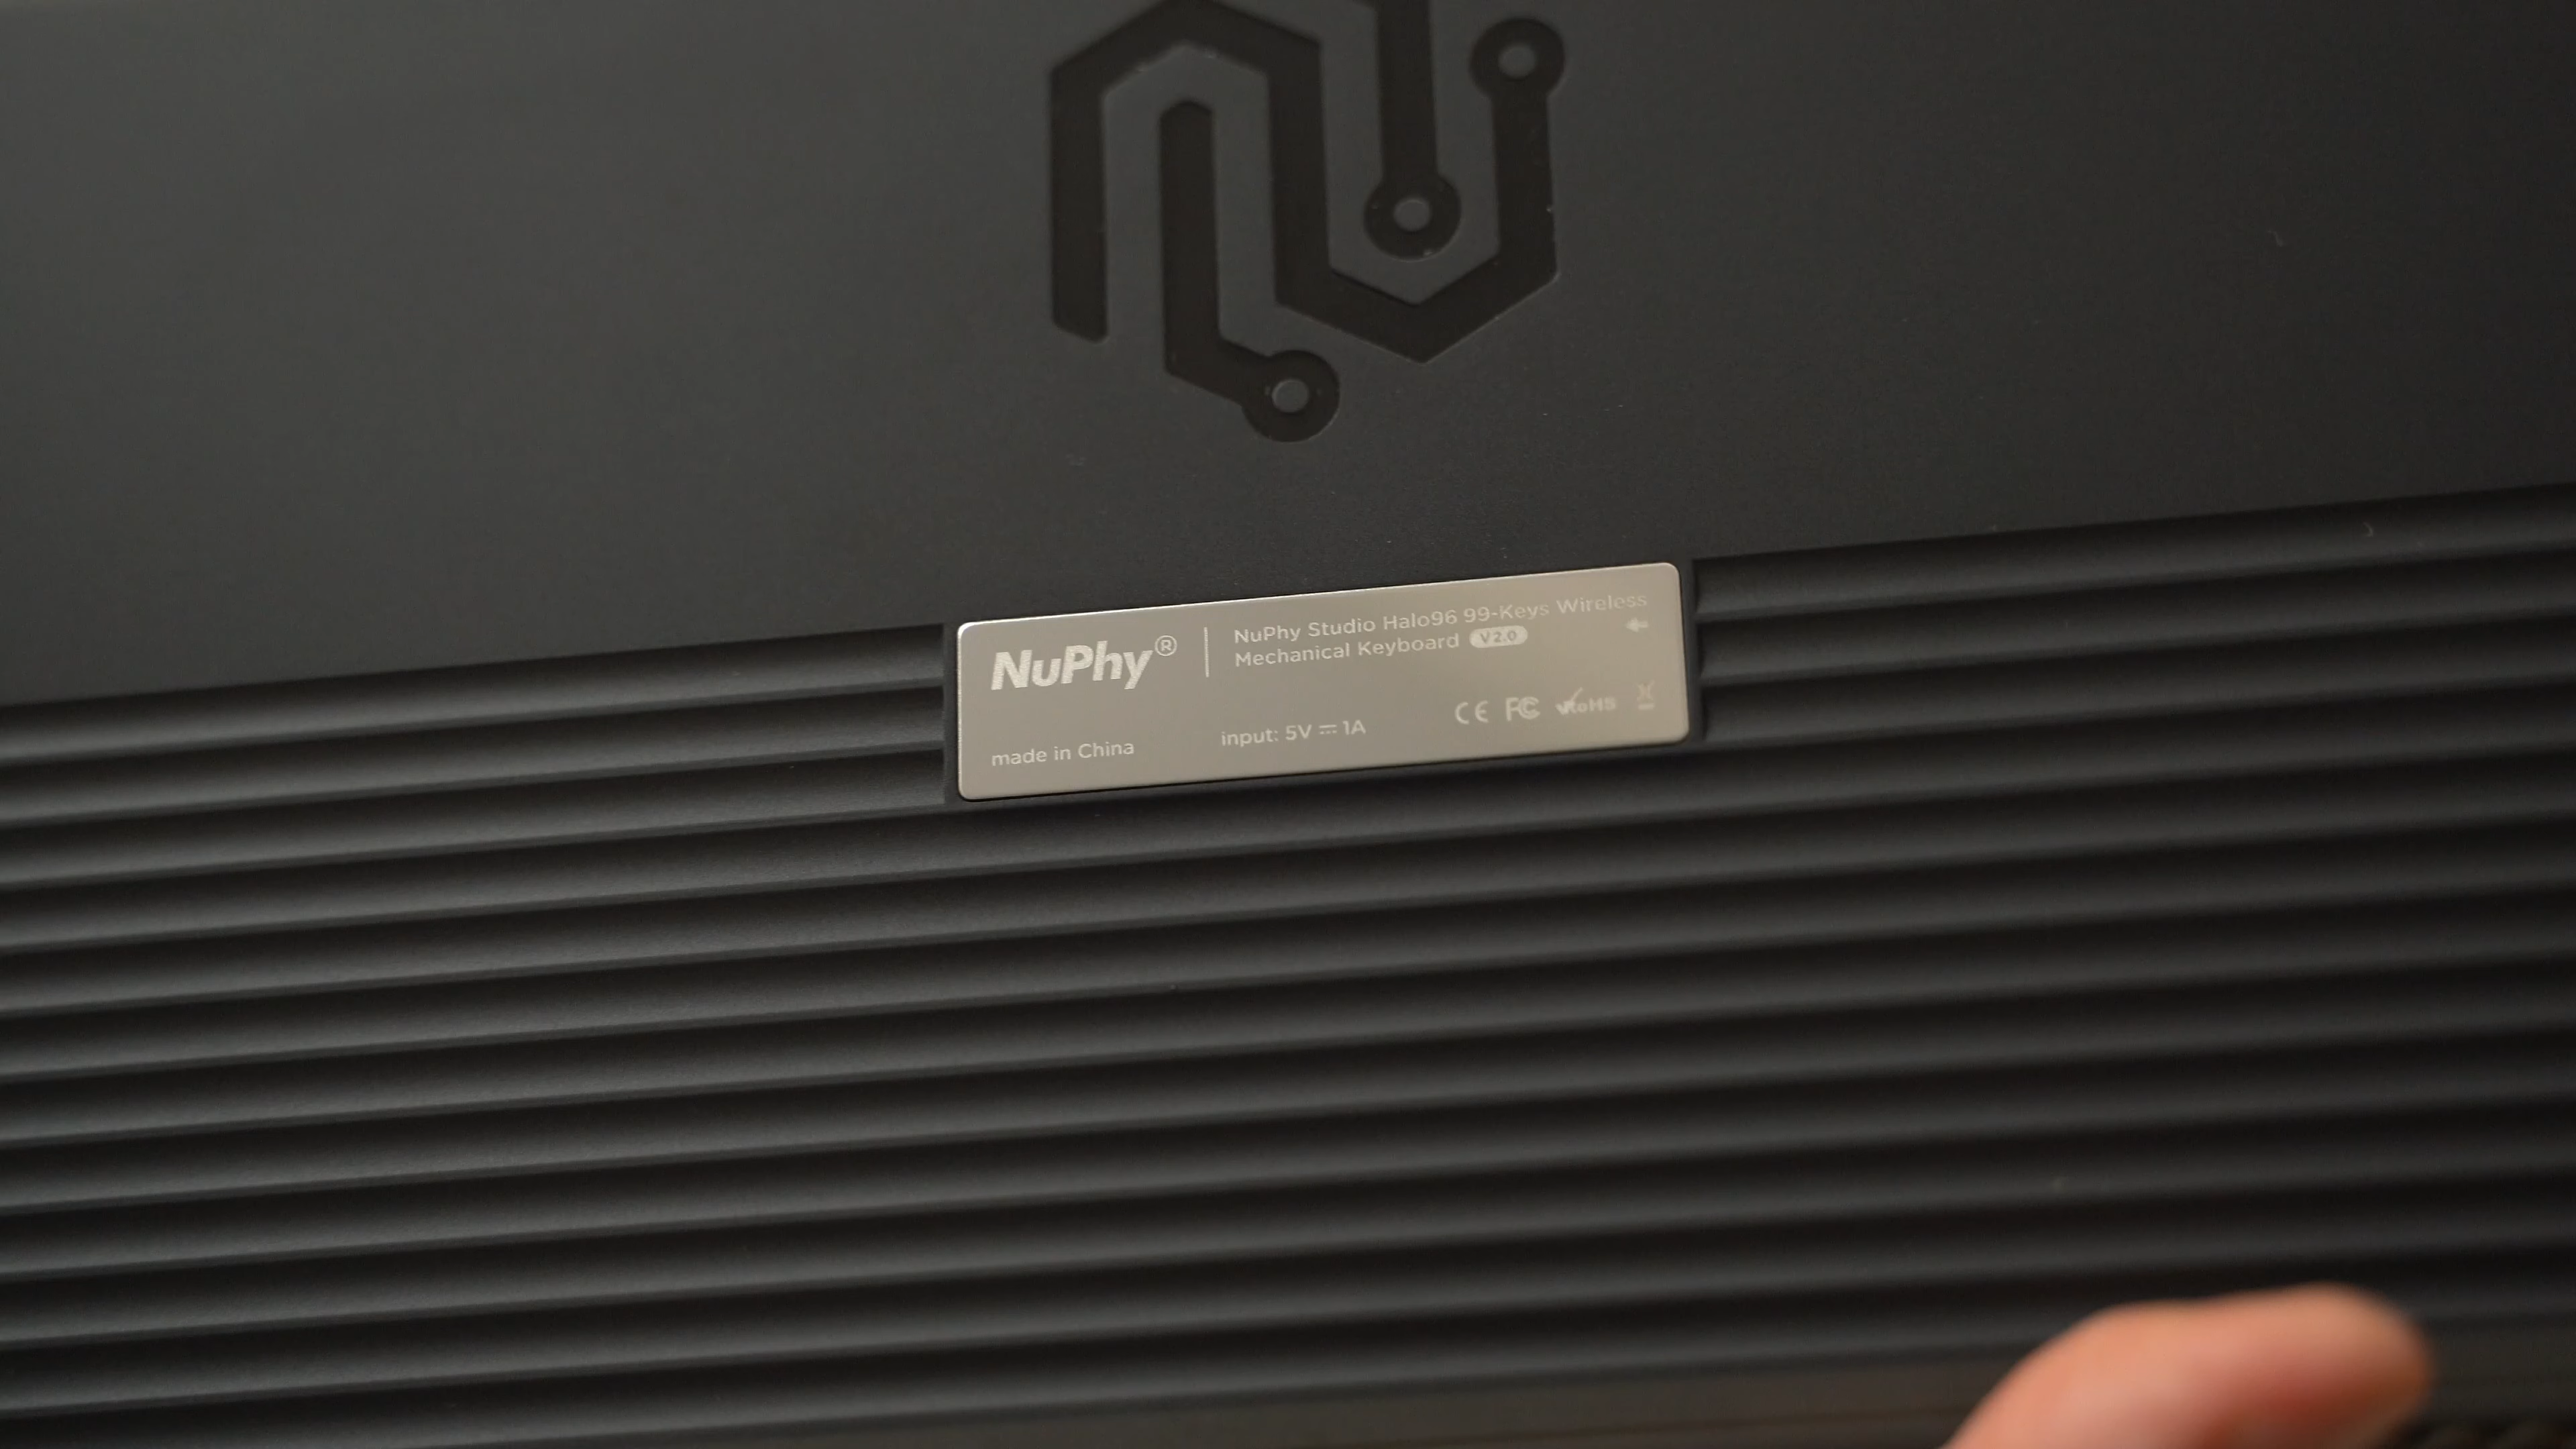 NuPhy®
NuPhy Studio Halo96 99-Keys Wireless
Mechanical Keyboard V2.0
made in China
input: 5V ⎓ 1A
CE FC RoHS